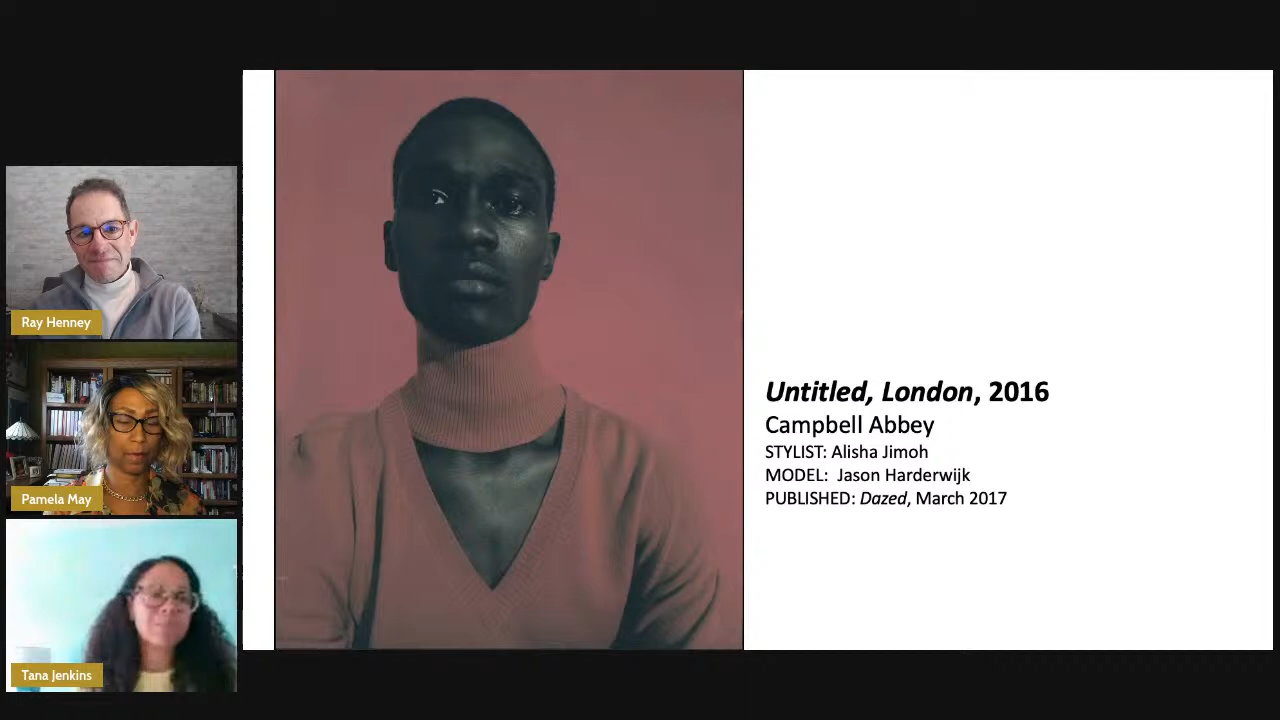 Ray Henney
Pamela May
Tana Jenkins
Untitled, London, 2016
Campbell Abbey
STYLIST: Alisha Jimoh
MODEL: Jason Harderwijk
PUBLISHED: Dazed, March 2017